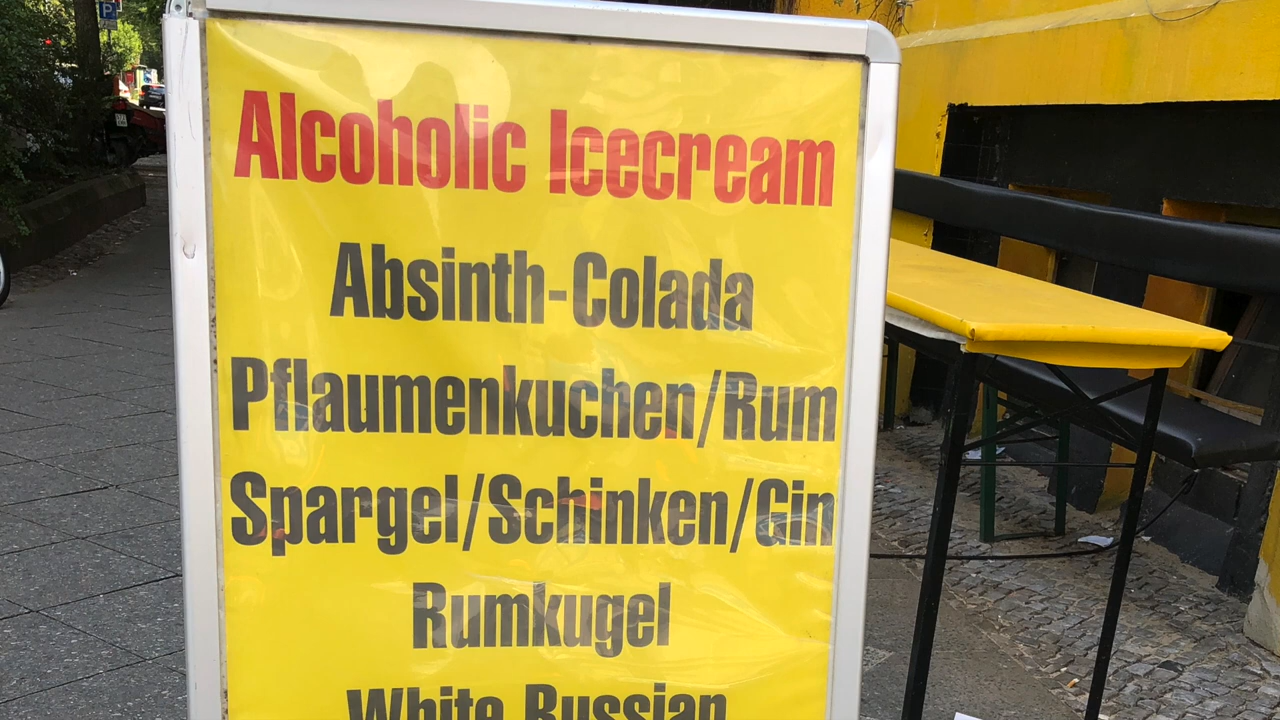 Alcoholic Icecream
Absinth-Colada
Pflaumenkuchen/Rum
Spargel/Schinken/Gin
Rumkugel
White Russian